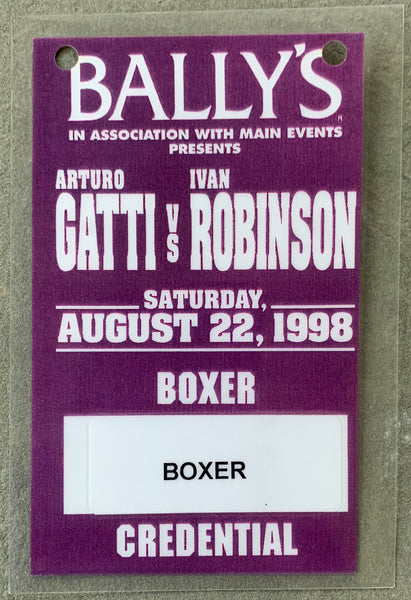 BALLY'S®
IN ASSOCIATION WITH MAIN EVENTS
PRESENTS
ARTURO IVAN
GATTI VS ROBINSON
SATURDAY,
AUGUST 22, 1998
BOXER
BOXER
CREDENTIAL